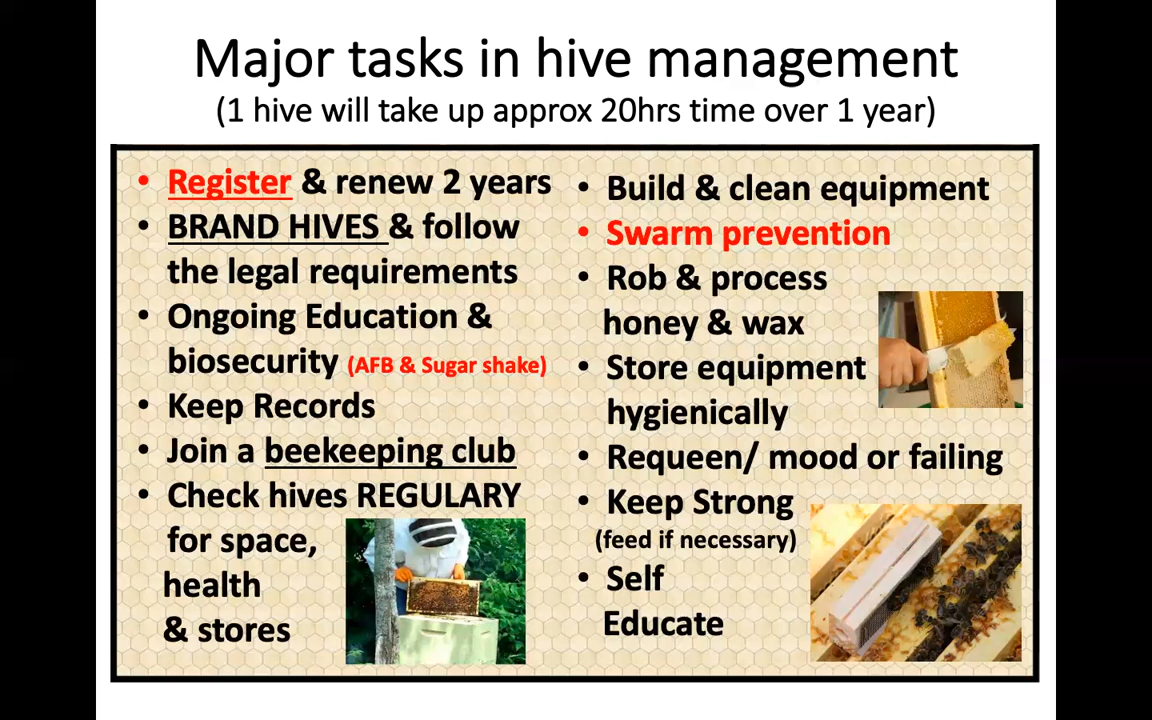 Major tasks in hive management
(1 hive will take up approx 20hrs time over 1 year)
• Register & renew 2 years
• BRAND HIVES & follow
the legal requirements
• Ongoing Education &
biosecurity (AFB & Sugar shake)
• Keep Records
• Join a beekeeping club
• Check hives REGULARY
for space,
health
& stores
• Build & clean equipment
• Swarm prevention
• Rob & process
honey & wax
• Store equipment
hygienically
• Requeen/ mood or failing
• Keep Strong
(feed if necessary)
• Self
Educate